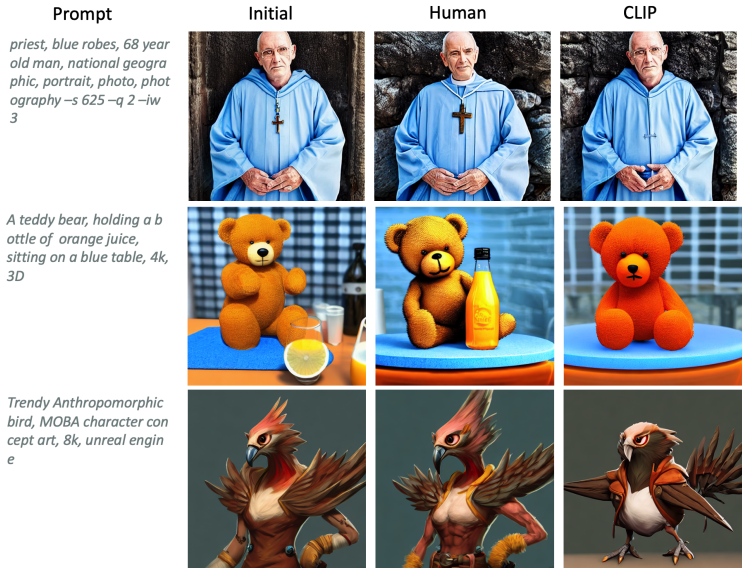 Prompt Initial Human CLIP
priest, blue robes, 68 year
old man, national geogra
phic, portrait, photo, phot
ography –s 625 –q 2 –iw
3
A teddy bear, holding a b
ottle of  orange juice,
sitting on a blue table, 4k,
3D
Trendy Anthropomorphic
bird, MOBA character con
cept art, 8k, unreal engin
e